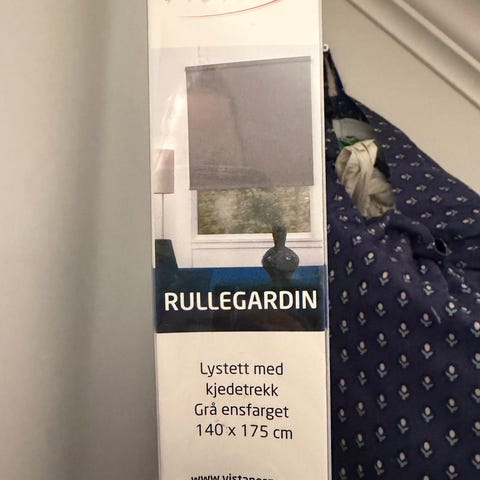 RULLEGARDIN
Lystett med
kjedetrekk
Grå ensfarget
140 x 175 cm